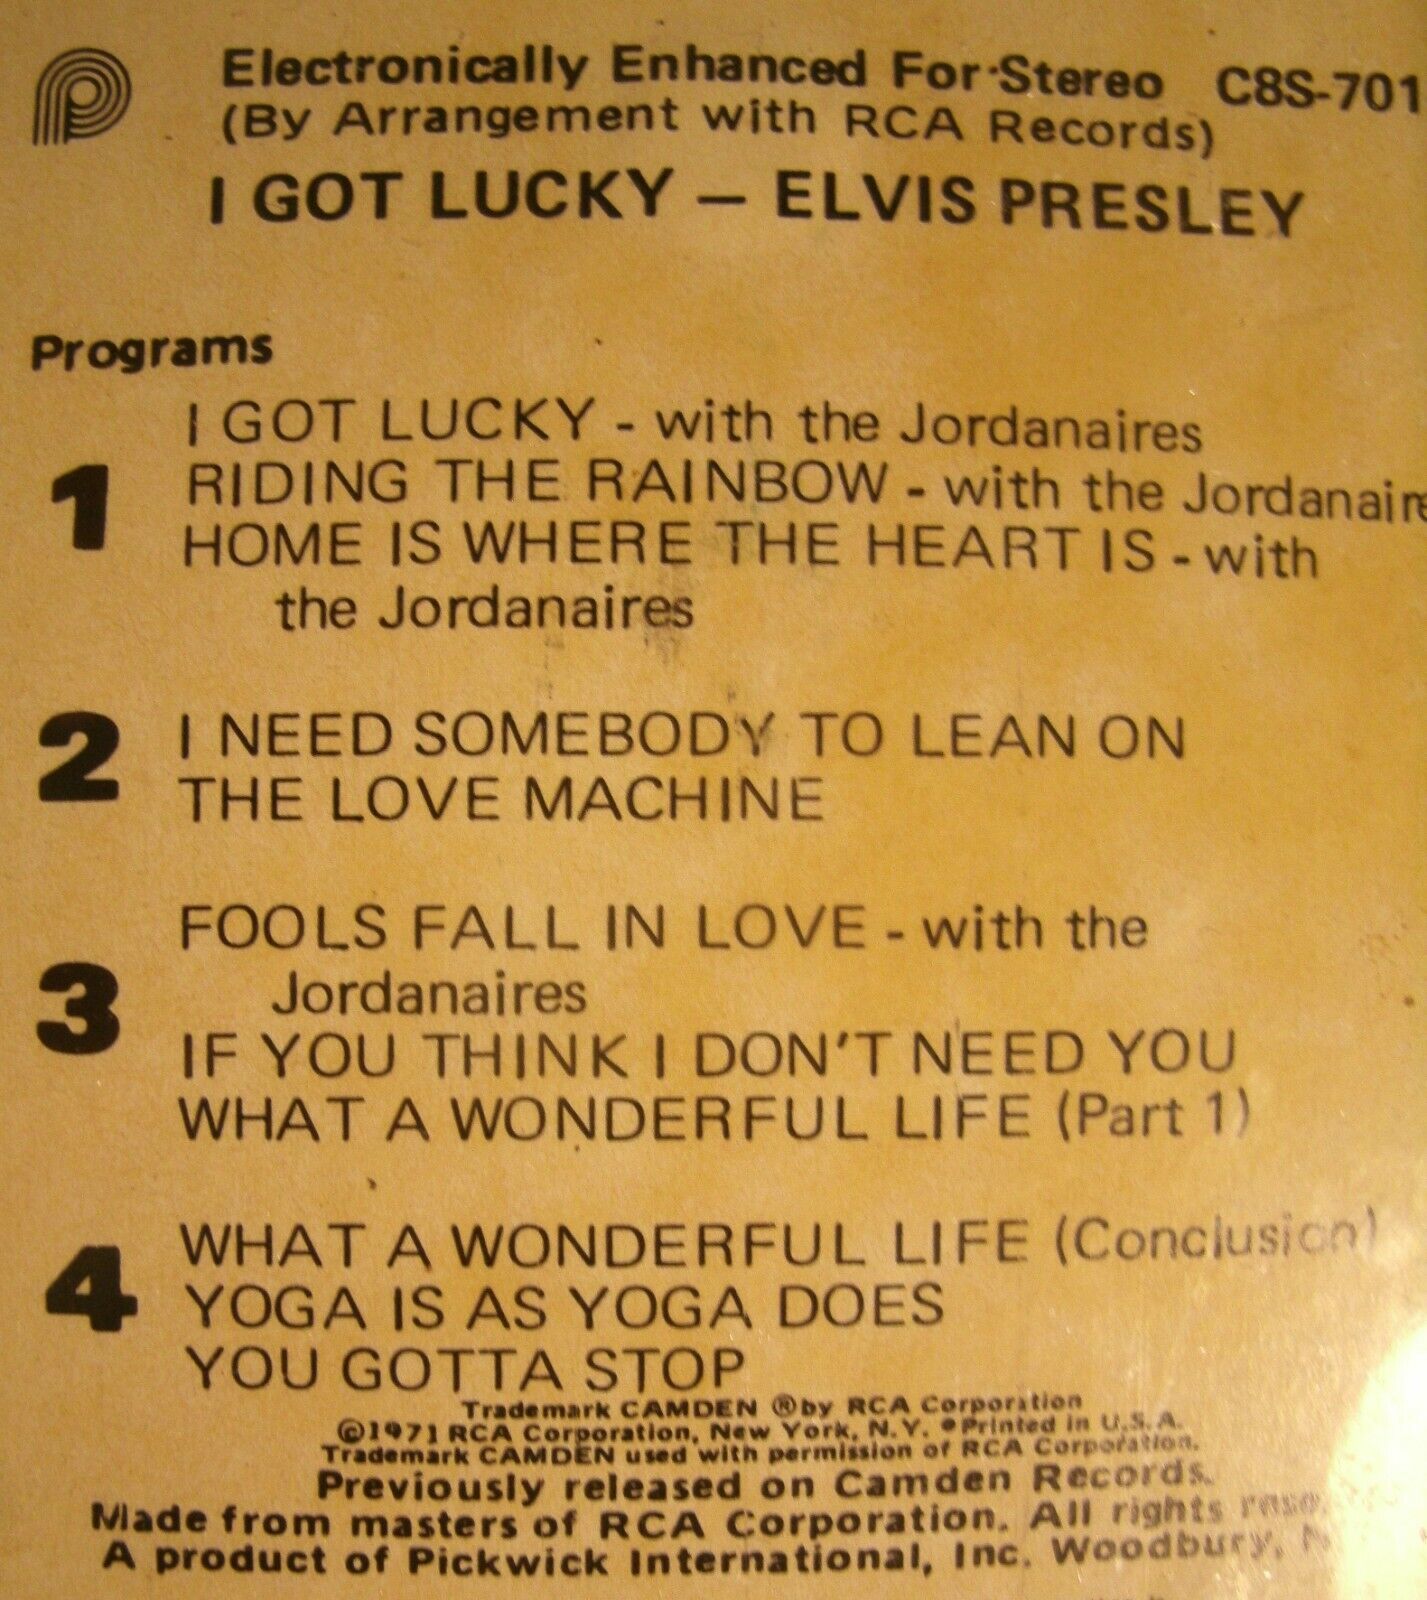 Electronically Enhanced For Stereo C8S-701
(By Arrangement with RCA Records)
I GOT LUCKY — ELVIS PRESLEY
Programs
1
I GOT LUCKY - with the Jordanaires
RIDING THE RAINBOW - with the Jordanaire
HOME IS WHERE THE HEART IS - with
the Jordanaires
2
I NEED SOMEBODY TO LEAN ON
THE LOVE MACHINE
3
FOOLS FALL IN LOVE - with the
Jordanaires
IF YOU THINK I DON'T NEED YOU
WHAT A WONDERFUL LIFE (Part 1)
4
WHAT A WONDERFUL LIFE (Conclusion)
YOGA IS AS YOGA DOES
YOU GOTTA STOP
Trademark CAMDEN ® by RCA Corporation
©1971 RCA Corporation, New York, N.Y. ● Printed in U.S.A.
Trademark CAMDEN used with permission of RCA Corporation.
Previously released on Camden Records.
Made from masters of RCA Corporation. All rights
A product of Pickwick International, Inc. Woodbury,